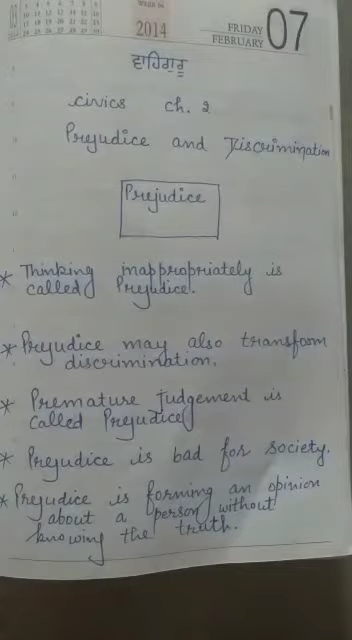 2014
FRIDAY
FEBRUARY
07
ਵਾਹਿਗੁਰੂ
civics ch. 2
Prejudice and Discrimination
Prejudice
* Thinking inappropriately is
called Prejudice.
* Prejudice may also transform
discrimination.
* Premature judgement is
called Prejudice
* Prejudice is bad for society.
* Prejudice is forming an opinion
about a person without
knowing the truth.